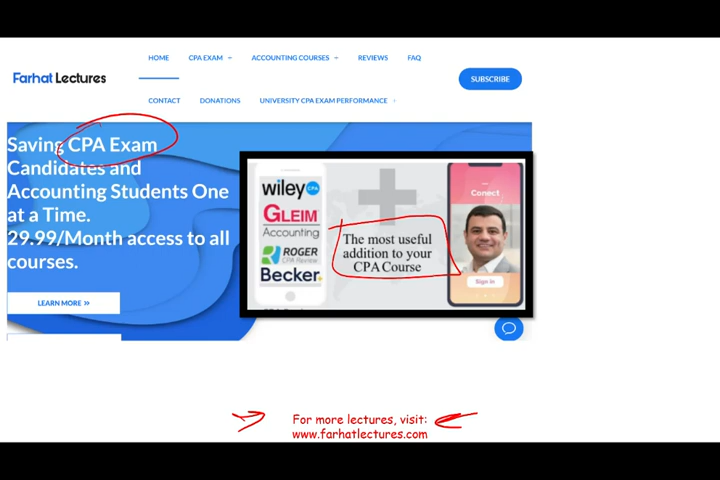 HOME CPA EXAM ACCOUNTING COURSES REVIEWS FAQ
Farhat Lectures
SUBSCRIBE
CONTACT DONATIONS UNIVERSITY CPA EXAM PERFORMANCE
Saving CPA Exam
Candidates and
Accounting Students One
at a Time.
29.99/Month access to all
courses.
LEARN MORE »
wiley CPA
GLEIM
Accounting
ROGER
CPA Review
Becker
The most useful
addition to your
CPA Course
Conect
Sign in
For more lectures, visit:
www.farhatlectures.com